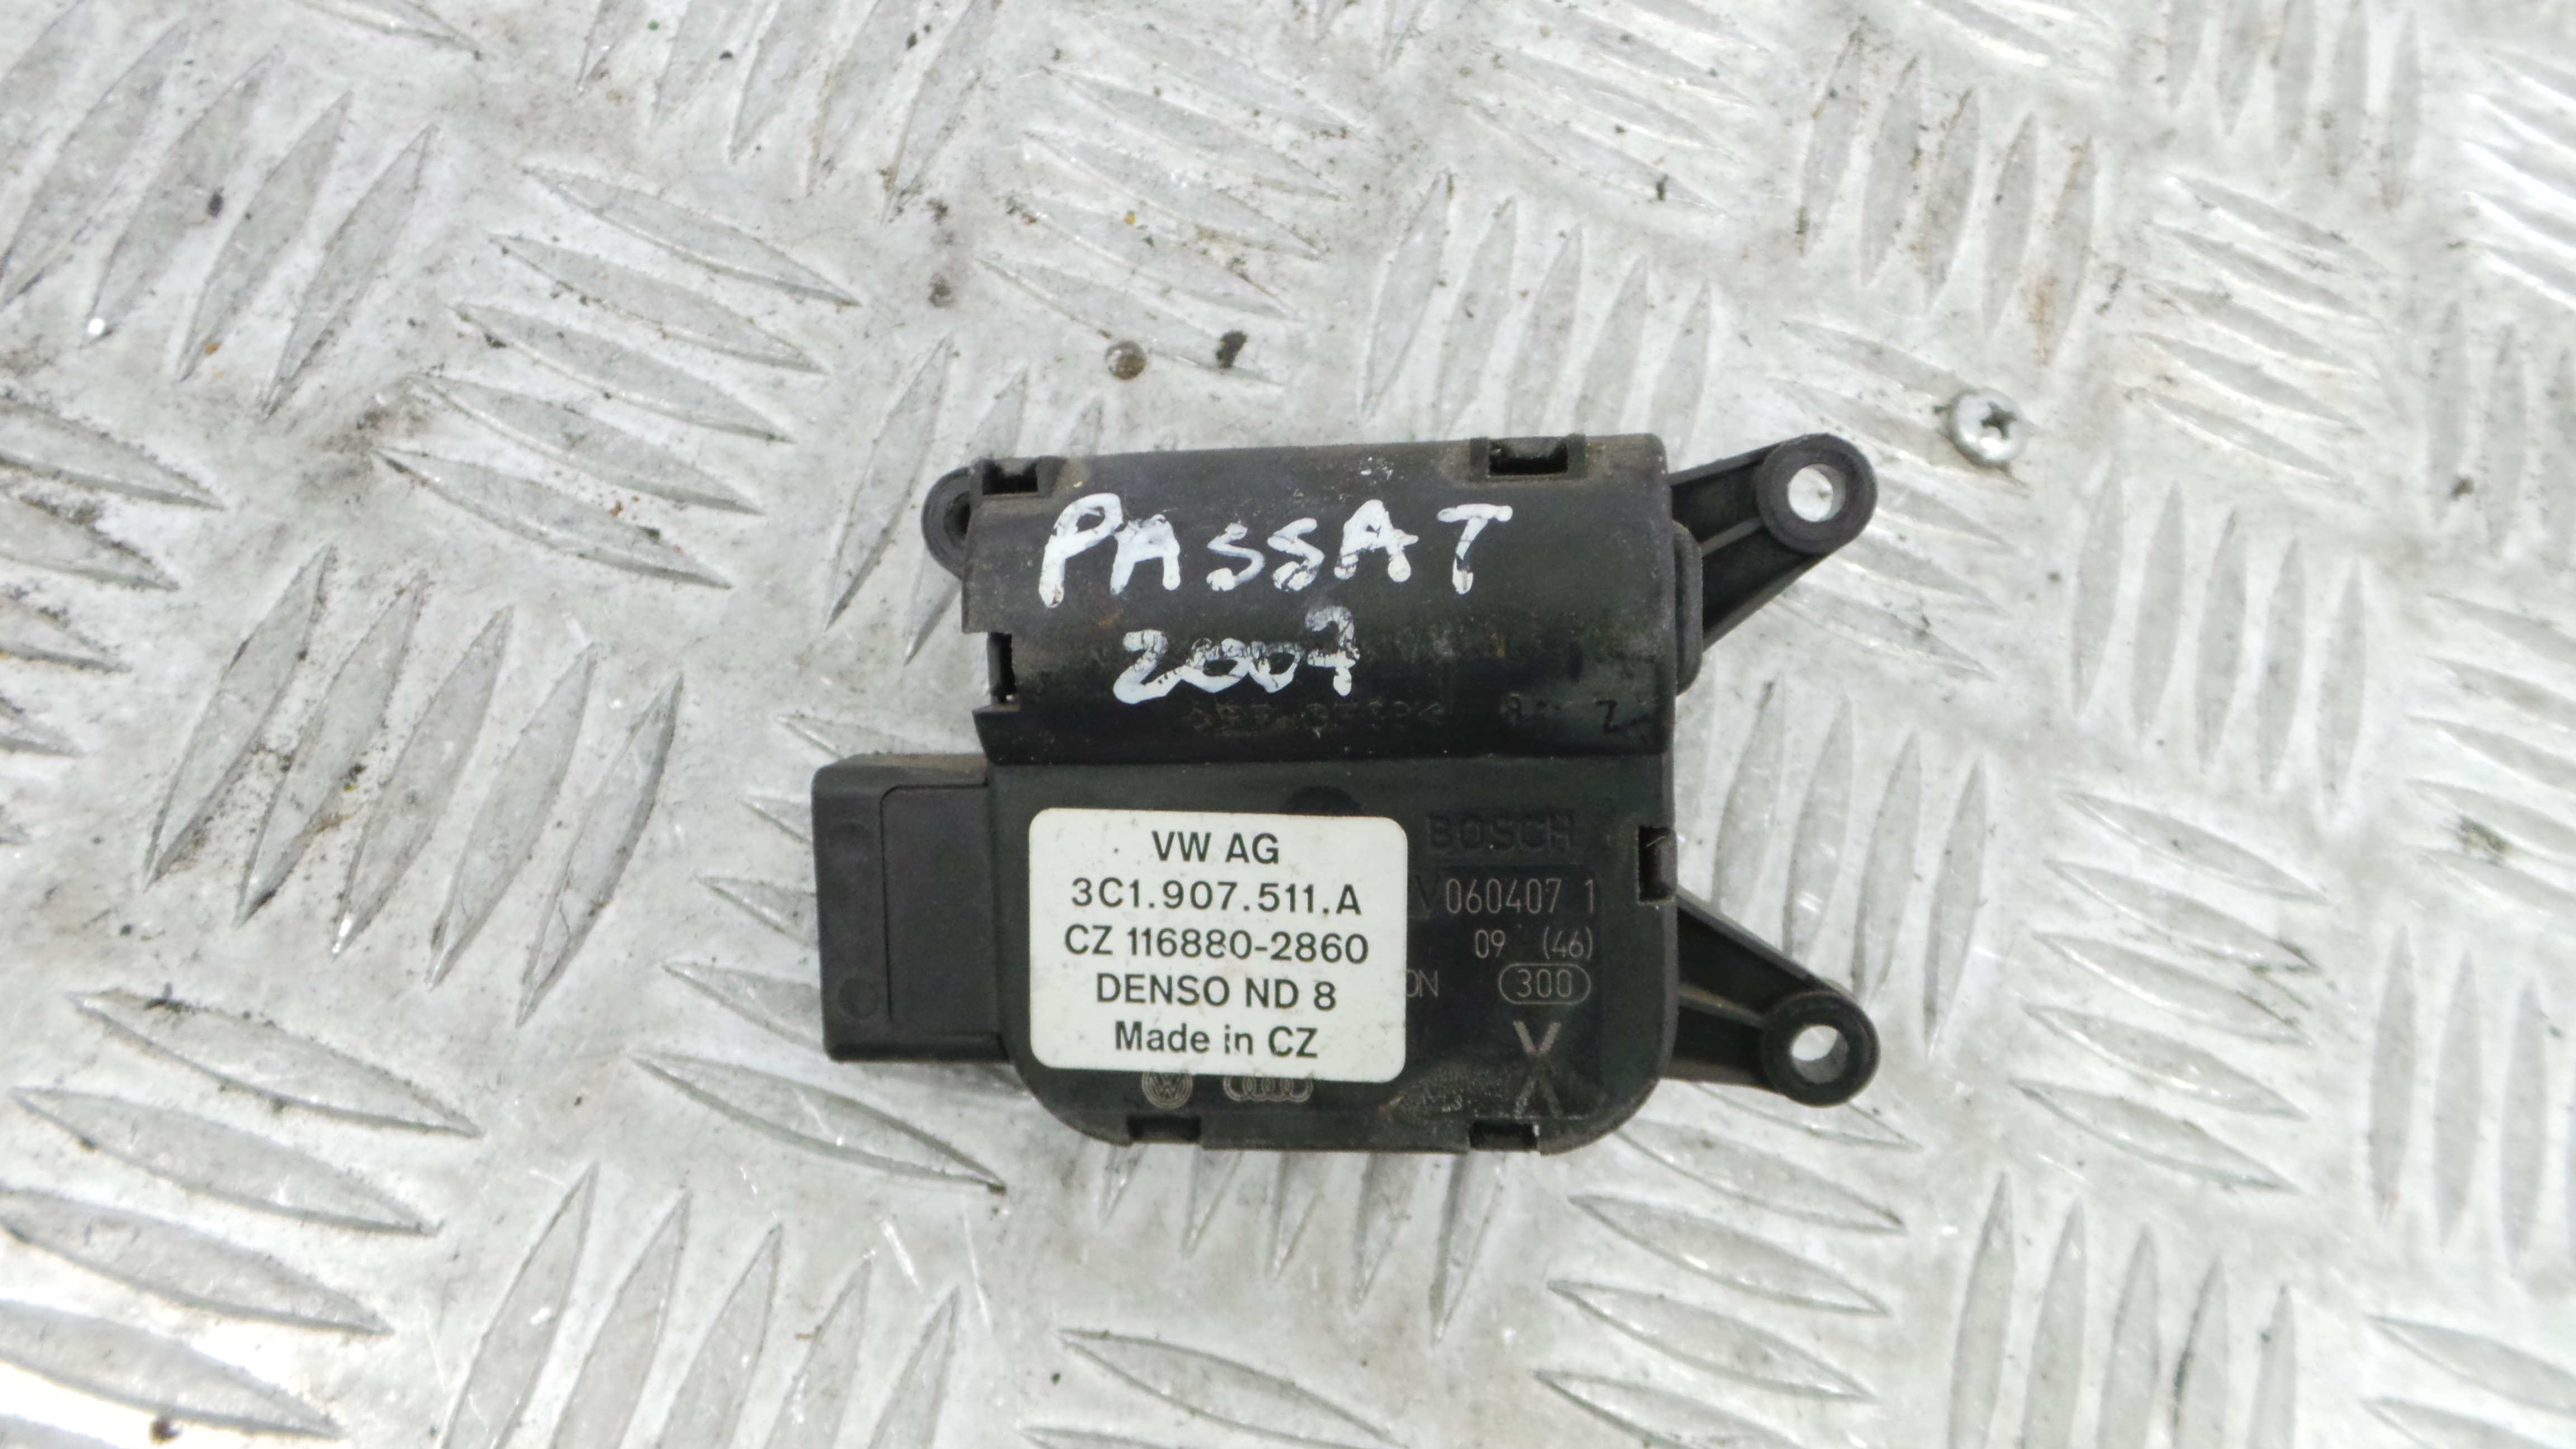 PASSAT
2007
BOSCH
VW AG
3C1.907.511.A
CZ 116880-2860
DENSO ND 8
Made in CZ
060407 1
09 (46)
300
X